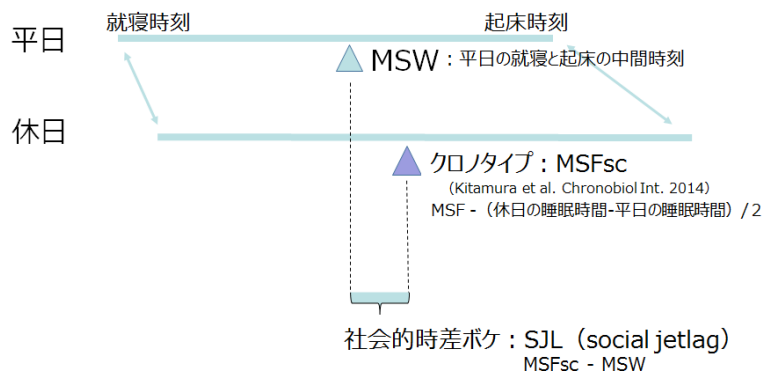 就寝時刻
起床時刻
平日
MSW：平日の就寝と起床の中間時刻
休日
クロノタイプ：MSFsc
（Kitamura et al. Chronobiol Int. 2014）
MSF -（休日の睡眠時間-平日の睡眠時間）/２
社会的時差ボケ：SJL（social jetlag）
MSFsc - MSW